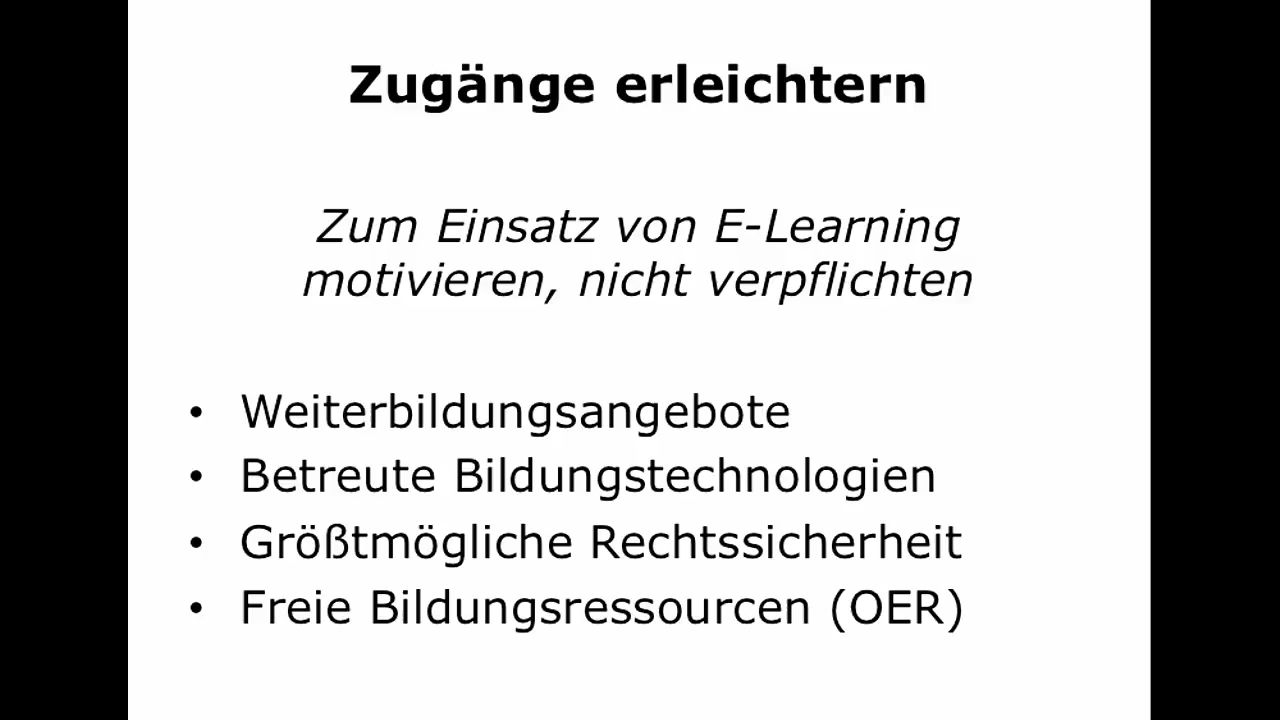 Zugänge erleichtern
Zum Einsatz von E-Learning
motivieren, nicht verpflichten
• Weiterbildungsangebote
• Betreute Bildungstechnologien
• Größtmögliche Rechtssicherheit
• Freie Bildungsressourcen (OER)